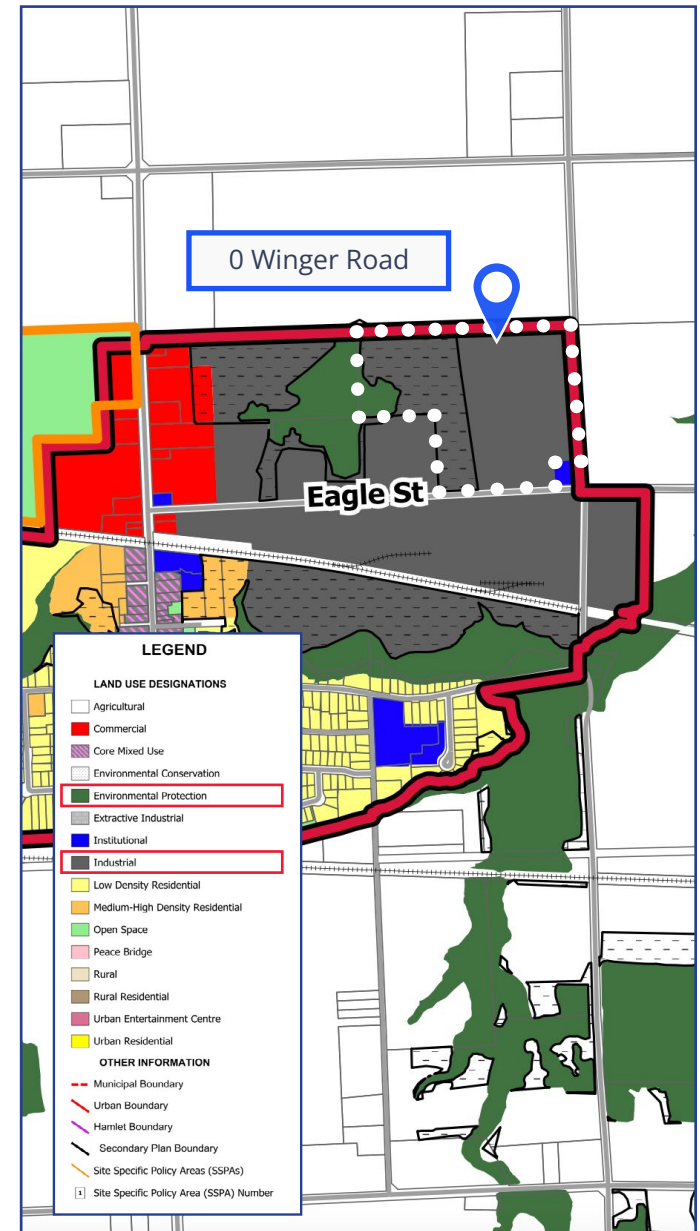 0 Winger Road
Eagle St
LEGEND
LAND USE DESIGNATIONS
Agricultural
Commercial
Core Mixed Use
Environmental Conservation
Environmental Protection
Extractive Industrial
Institutional
Industrial
Low Density Residential
Medium-High Density Residential
Open Space
Peace Bridge
Rural
Rural Residential
Urban Entertainment Centre
Urban Residential
OTHER INFORMATION
Municipal Boundary
Urban Boundary
Hamlet Boundary
Secondary Plan Boundary
Site Specific Policy Areas (SSPAs)
1 Site Specific Policy Area (SSPA) Number